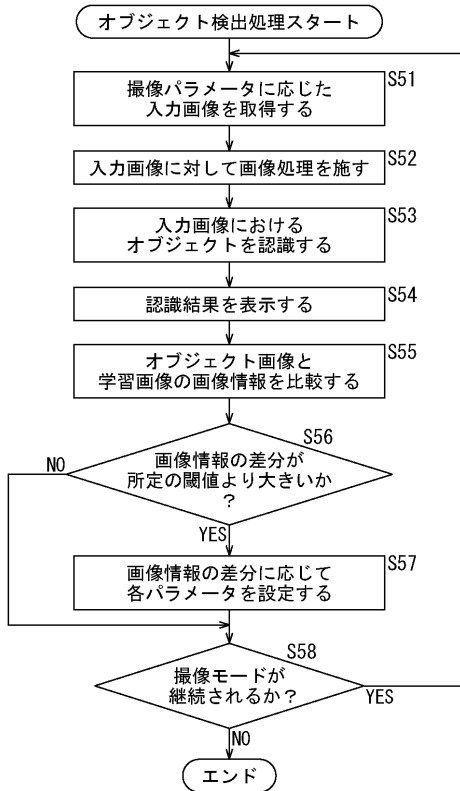 オブジェクト検出処理スタート
S51
撮像パラメータに応じた
入力画像を取得する
S52
入力画像に対して画像処理を施す
S53
入力画像における
オブジェクトを認識する
S54
認識結果を表示する
S55
オブジェクト画像と
学習画像の画像情報を比較する
S56
画像情報の差分が
所定の閾値より大きいか
?
NO
YES
S57
画像情報の差分に応じて
各パラメータを設定する
S58
撮像モードが
継続されるか?
YES
NO
エンド